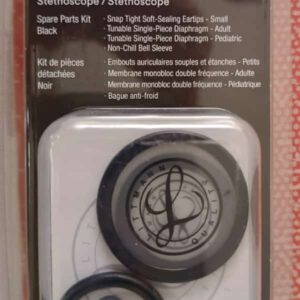 Stethoscope / Stéthoscope
Spare Parts Kit
Black
· Snap Tight Soft-Sealing Eartips - Small
· Tunable Single-Piece Diaphragm - Adult
· Tunable Single-Piece Diaphragm - Pediatric
· Non-Chill Bell Sleeve
Kit de pièces
détachées
Noir
· Embouts auriculaires souples et étanches - Petits
· Membrane monobloc double fréquence - Adulte
· Membrane monobloc double fréquence - Pédiatrique
· Bague anti-froid
LITTMANN
QUALITY